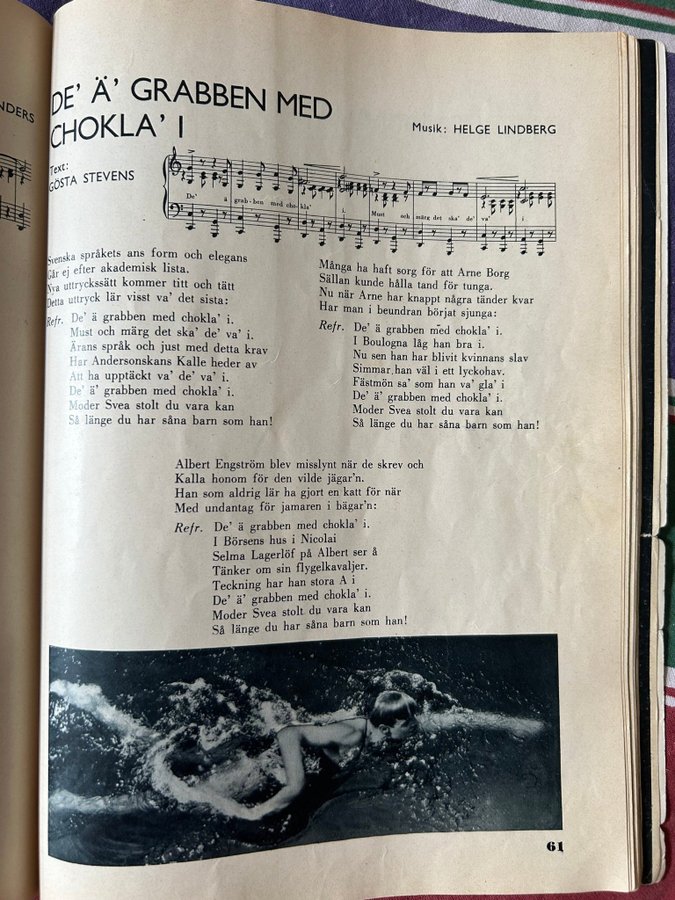 NDERS
DE' Ä' GRABBEN MED
CHOKLA' I
Musik: HELGE LINDBERG
Text:
GÖSTA STEVENS
De' ä grab-ben med cho-kla' i. Must och märg det ska' de' va' i
Svenska språkets ans form och elegans
Går ej efter akademisk lista.
Nya uttryckssätt kommer titt och tätt
Detta uttryck lär visst va' det sista:
Refr. De' ä grabben med chokla' i.
Must och märg det ska' de' va' i.
Ärans språk och just med detta krav
Har Andersonskans Kalle heder av
Att ha upptäckt va' de' va' i.
De' ä' grabben med chokla' i.
Moder Svea stolt du vara kan
Så länge du har såna barn som han!
Många ha haft sorg för att Arne Borg
Sällan kunde hålla tand för tunga.
Nu när Arne har knappt några tänder kvar
Har man i beundran börjat sjunga:
Refr. De' ä grabben med chokla' i.
I Boulogna låg han bra i.
Nu sen han har blivit kvinnans slav
Simmar han väl i ett lyckohav.
Fästmön sa' som han va' gla' i
De' ä' grabben med chokla' i.
Moder Svea stolt du vara kan
Så länge du har såna barn som han!
Albert Engström blev misslynt när de skrev och
Kalla honom för den vilde jägar'n.
Han som aldrig lär ha gjort en katt för när
Med undantag för jamaren i bägar'n:
Refr. De' ä grabben med chokla' i.
I Börsens hus i Nicolai
Selma Lagerlöf på Albert ser å
Tänker om sin flygelkavaljer.
Teckning har han stora A i
De' ä' grabben med chokla' i.
Moder Svea stolt du vara kan
Så länge du har såna barn som han!
61